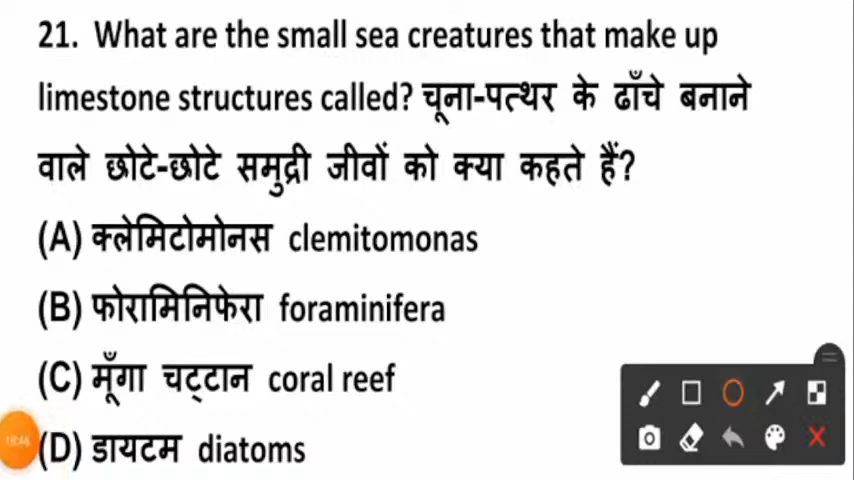 21. What are the small sea creatures that make up
limestone structures called? चूना-पत्थर के ढाँचे बनाने
वाले छोटे-छोटे समुद्री जीवों को क्या कहते हैं?
(A) क्लेमिटोमोनस clemitomonas
(B) फोरामिनिफेरा foraminifera
(C) मूँगा चट्टान coral reef
(D) डायटम diatoms